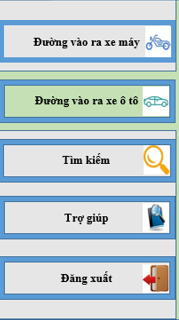 Đường vào ra xe máy
Đường vào ra xe ô tô
Tìm kiếm
Trợ giúp
Đăng xuất